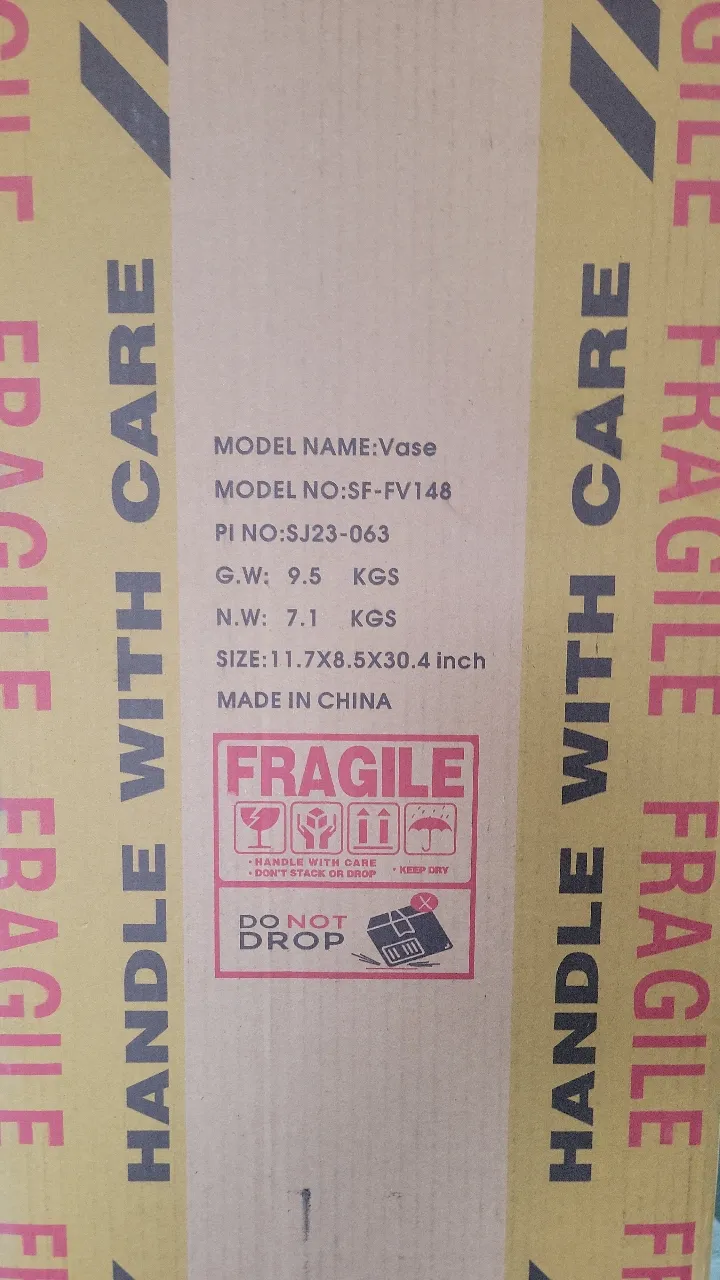 MODEL NAME:Vase
MODEL NO:SF-FV148
PI NO:SJ23-063
G.W: 9.5 KGS
N.W: 7.1 KGS
SIZE:11.7X8.5X30.4 inch
MADE IN CHINA
FRAGILE
• HANDLE WITH CARE
• DON'T STACK OR DROP
• KEEP DRY
DO NOT
DROP
HANDLE WITH CARE
HANDLE WITH CARE
FRAGILE
FRAGILE
FRAGILE
FRAGILE